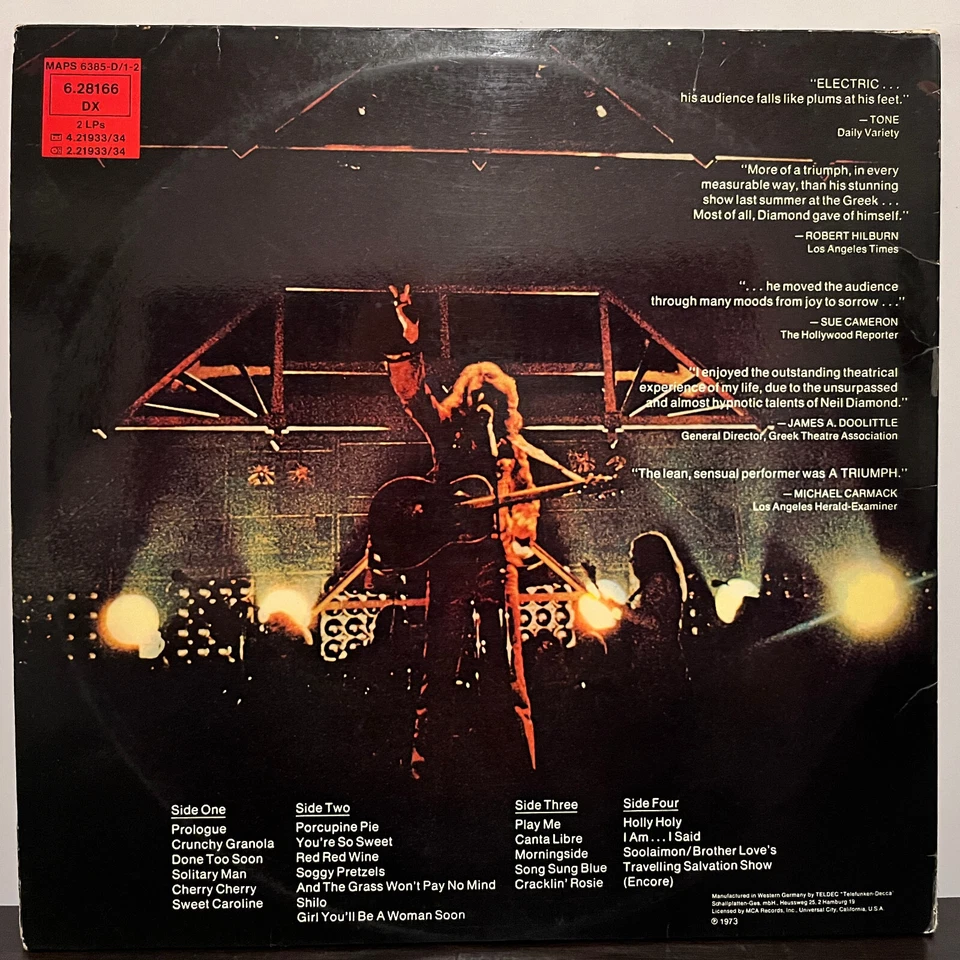 MAPS 6385-D/1-2
6.28166
DX
2 LPs
4.21933/34
2.21933/34
"ELECTRIC . . .
his audience falls like plums at his feet."
— TONE
Daily Variety
"More of a triumph, in every
measurable way, than his stunning
show last summer at the Greek . . .
Most of all, Diamond gave of himself."
— ROBERT HILBURN
Los Angeles Times
". . . he moved the audience
through many moods from joy to sorrow . . ."
— SUE CAMERON
The Hollywood Reporter
"I enjoyed the outstanding theatrical
experience of my life, due to the unsurpassed
and almost hypnotic talents of Neil Diamond."
— JAMES A. DOOLITTLE
General Director, Greek Theatre Association
"The lean, sensual performer was A TRIUMPH."
— MICHAEL CARMACK
Los Angeles Herald-Examiner
Side One
Prologue
Crunchy Granola
Done Too Soon
Solitary Man
Cherry Cherry
Sweet Caroline
Side Two
Porcupine Pie
You're So Sweet
Red Red Wine
Soggy Pretzels
And The Grass Won't Pay No Mind
Shilo
Girl You'll Be A Woman Soon
Side Three
Play Me
Canta Libre
Morningside
Song Sung Blue
Cracklin' Rosie
Side Four
Holly Holy
I Am . . . I Said
Soolaimon/Brother Love's
Travelling Salvation Show
(Encore)
Manufactured in Western Germany by TELDEC "Telefunken-Decca"
Schallplatten-Ges. mbH., Heussweg 25, 2 Hamburg 19
Licensed by MCA Records, Inc., Universal City, California, U.S.A
℗ 1973